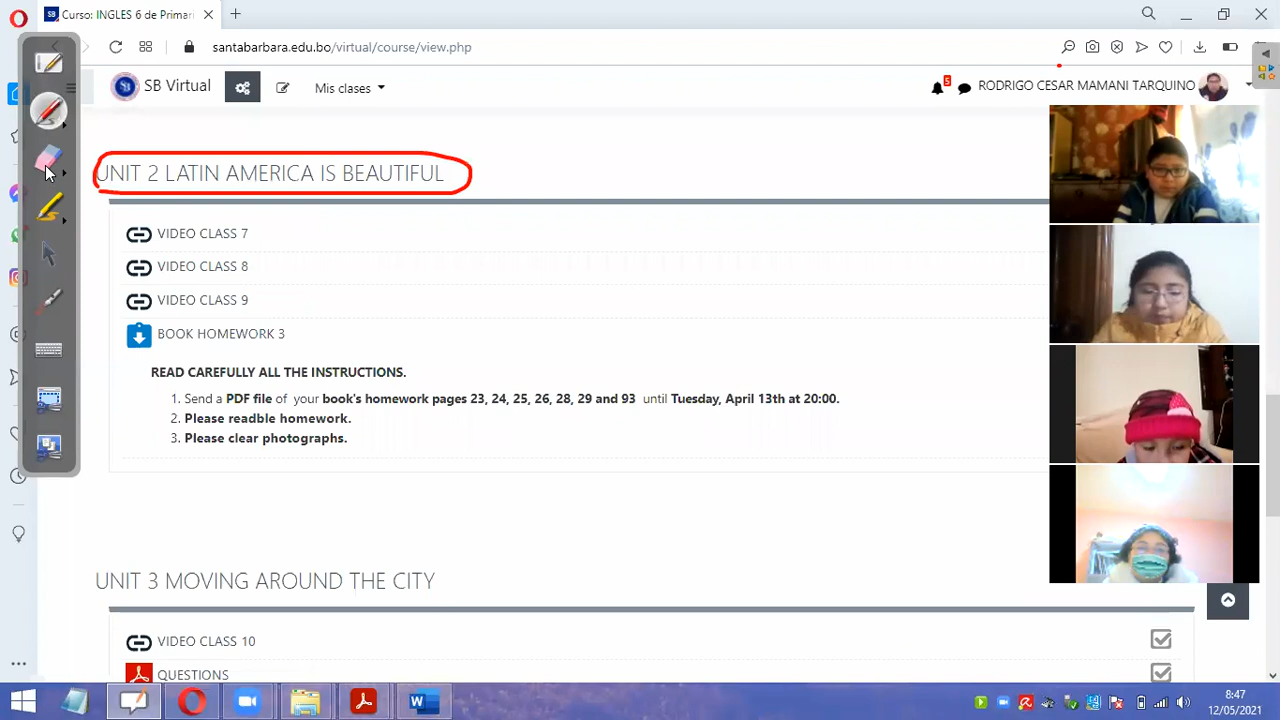 Curso: INGLES 6 de Primari
santabarbara.edu.bo/virtual/course/view.php
SB Virtual
Mis clases
5
RODRIGO CESAR MAMANI TARQUINO
UNIT 2 LATIN AMERICA IS BEAUTIFUL
VIDEO CLASS 7
VIDEO CLASS 8
VIDEO CLASS 9
BOOK HOMEWORK 3
READ CAREFULLY ALL THE INSTRUCTIONS.
1. Send a PDF file of your book's homework pages 23, 24, 25, 26, 28, 29 and 93 until Tuesday, April 13th at 20:00.
2. Please readble homework.
3. Please clear photographs.
UNIT 3 MOVING AROUND THE CITY
VIDEO CLASS 10
QUESTIONS
8:47
12/05/2021